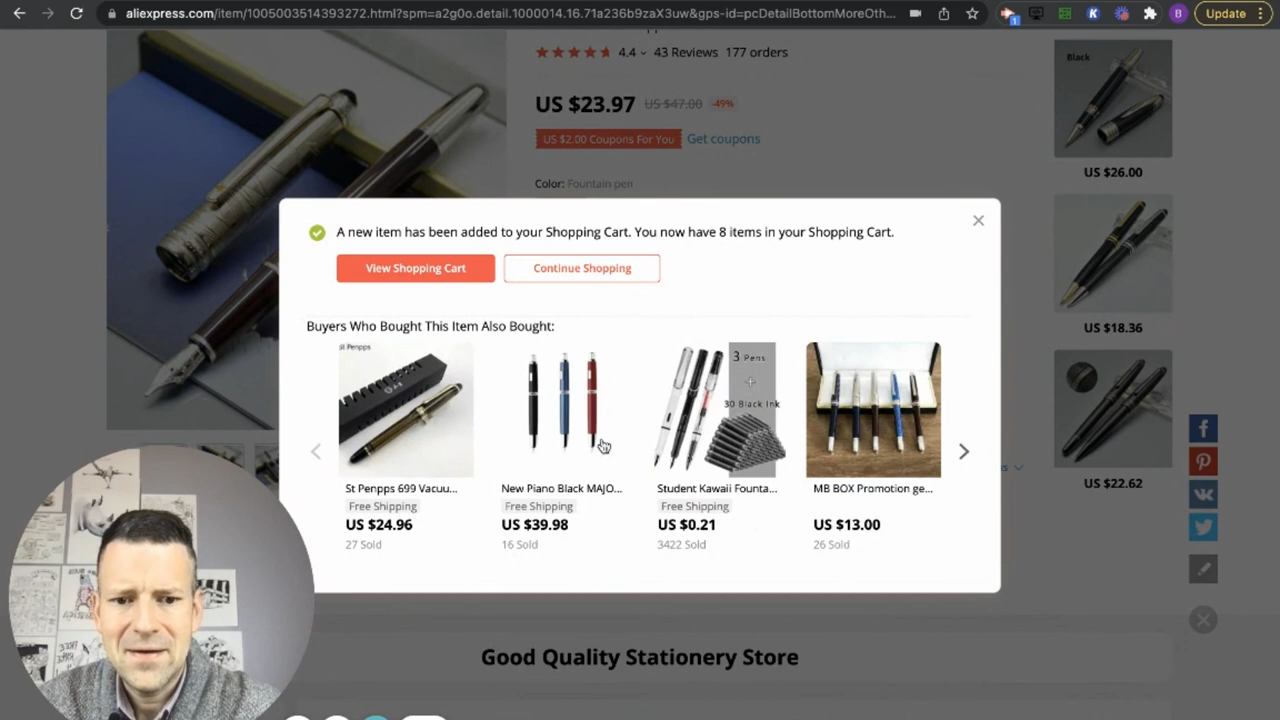 aliexpress.com/item/1005003514393272.html?spm=a2g0o.detail.1000014.16.71a236b9zaX3uw&gps-id=pcDetailBottomMoreOth...
K
B
Update
1
4.4
43 Reviews
177 orders
US $23.97
US $47.00
-49%
US $2.00 Coupons For You
Get coupons
Color: Fountain pen
Black
US $26.00
US $18.36
US $22.62
A new item has been added to your Shopping Cart. You now have 8 items in your Shopping Cart.
View Shopping Cart
Continue Shopping
Buyers Who Bought This Item Also Bought:
St Penpps
3 Pens
+
30 Black Ink
St Penpps 699 Vacuu...
Free Shipping
US $24.96
27 Sold
New Piano Black MAJO...
Free Shipping
US $39.98
16 Sold
Student Kawaii Founta...
Free Shipping
US $0.21
3422 Sold
MB BOX Promotion ge...
US $13.00
26 Sold
Good Quality Stationery Store